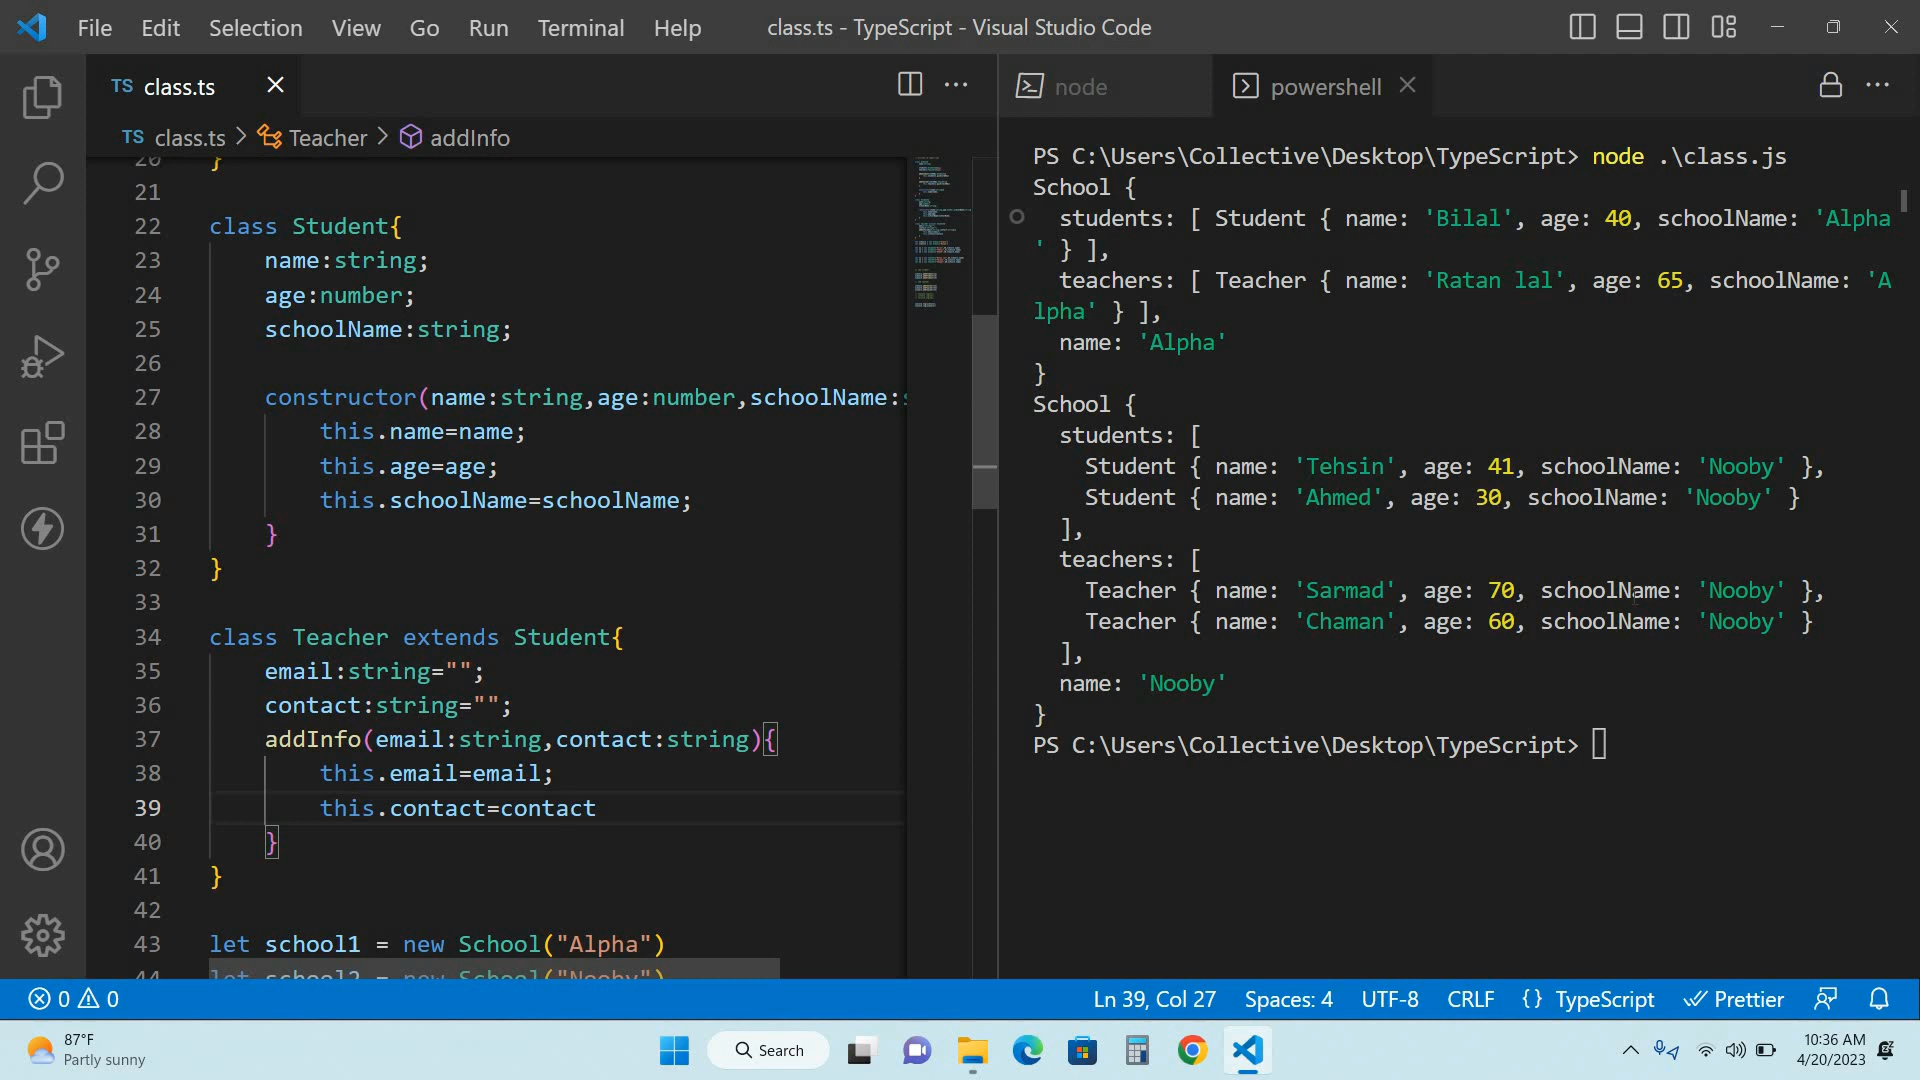 File Edit Selection View Go Run Terminal Help class.ts - TypeScript - Visual Studio Code
TS class.ts
node
powershell
TS class.ts > Teacher > addInfo
20 }
21
22 class Student{
23 name:string;
24 age:number;
25 schoolName:string;
26
27 constructor(name:string,age:number,schoolName:
28 this.name=name;
29 this.age=age;
30 this.schoolName=schoolName;
31 }
32 }
33
34 class Teacher extends Student{
35 email:string="";
36 contact:string="";
37 addInfo(email:string,contact:string){
38 this.email=email;
39 this.contact=contact
40 }
41 }
42
43 let school1 = new School("Alpha")
44 let school2 = new School("Nooby")
PS C:\Users\Collective\Desktop\TypeScript> node .\class.js
School {
students: [ Student { name: 'Bilal', age: 40, schoolName: 'Alpha
' } ],
teachers: [ Teacher { name: 'Ratan lal', age: 65, schoolName: 'A
lpha' } ],
name: 'Alpha'
}
School {
students: [
Student { name: 'Tehsin', age: 41, schoolName: 'Nooby' },
Student { name: 'Ahmed', age: 30, schoolName: 'Nooby' }
],
teachers: [
Teacher { name: 'Sarmad', age: 70, schoolName: 'Nooby' },
Teacher { name: 'Chaman', age: 60, schoolName: 'Nooby' }
],
name: 'Nooby'
}
PS C:\Users\Collective\Desktop\TypeScript>
0 0 Ln 39, Col 27 Spaces: 4 UTF-8 CRLF {} TypeScript Prettier
87°F
Partly sunny
Search
10:36 AM
4/20/2023